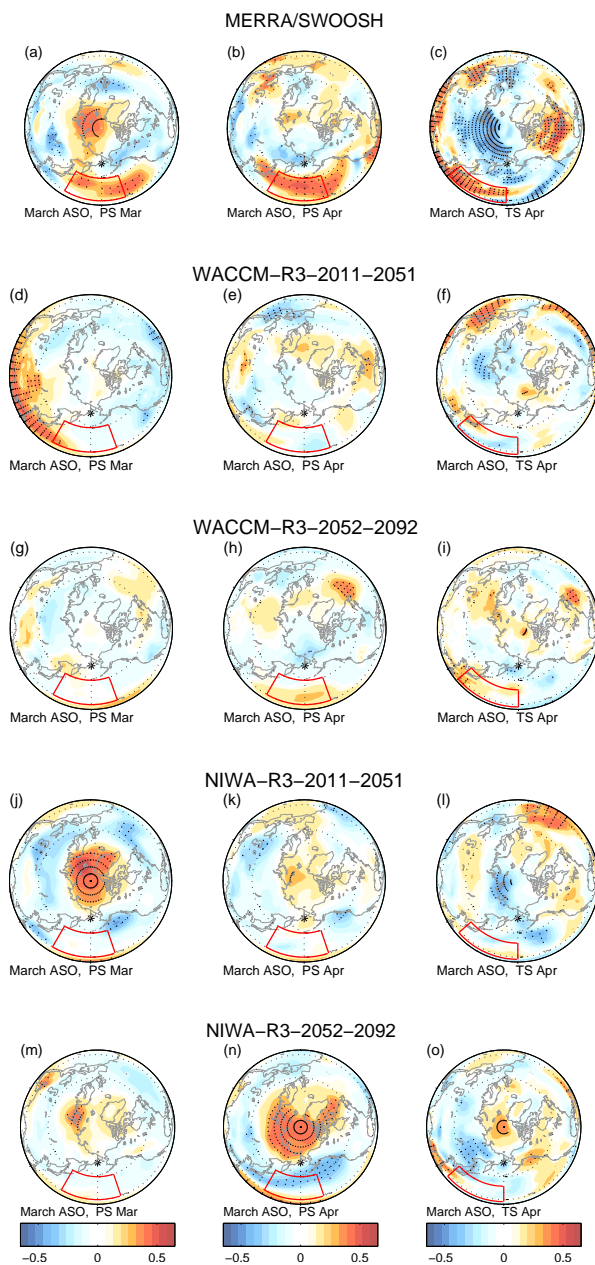 MERRA/SWOOSH
(a) (b) (c)
March ASO, PS Mar March ASO, PS Apr March ASO, TS Apr
WACCM−R3−2011−2051
(d) (e) (f)
March ASO, PS Mar March ASO, PS Apr March ASO, TS Apr
WACCM−R3−2052−2092
(g) (h) (i)
March ASO, PS Mar March ASO, PS Apr March ASO, TS Apr
NIWA−R3−2011−2051
(j) (k) (l)
March ASO, PS Mar March ASO, PS Apr March ASO, TS Apr
NIWA−R3−2052−2092
(m) (n) (o)
March ASO, PS Mar March ASO, PS Apr March ASO, TS Apr
−0.5 0 0.5 −0.5 0 0.5 −0.5 0 0.5